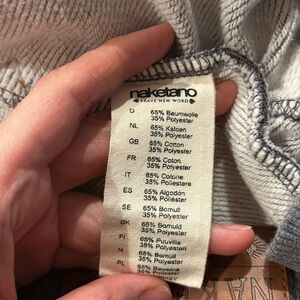 naketano
BRAVE NEW WORD
D 65% Baumwolle
35% Polyester
NL 65% Katoen
35% Polyester
GB 65% Cotton
35% Polyester
FR 65% Coton
35% Polyester
IT 65% Cotone
35% Poliestere
ES 65% Algodón
35% Poliéster
SE 65% Bomull
35% Polyester
DK 65% Bomuld
35% Polyester
FI 65% Puuvilla
35% Polyesteri
N 65% Bomull
35% Polyester
PL 65% Bawełna